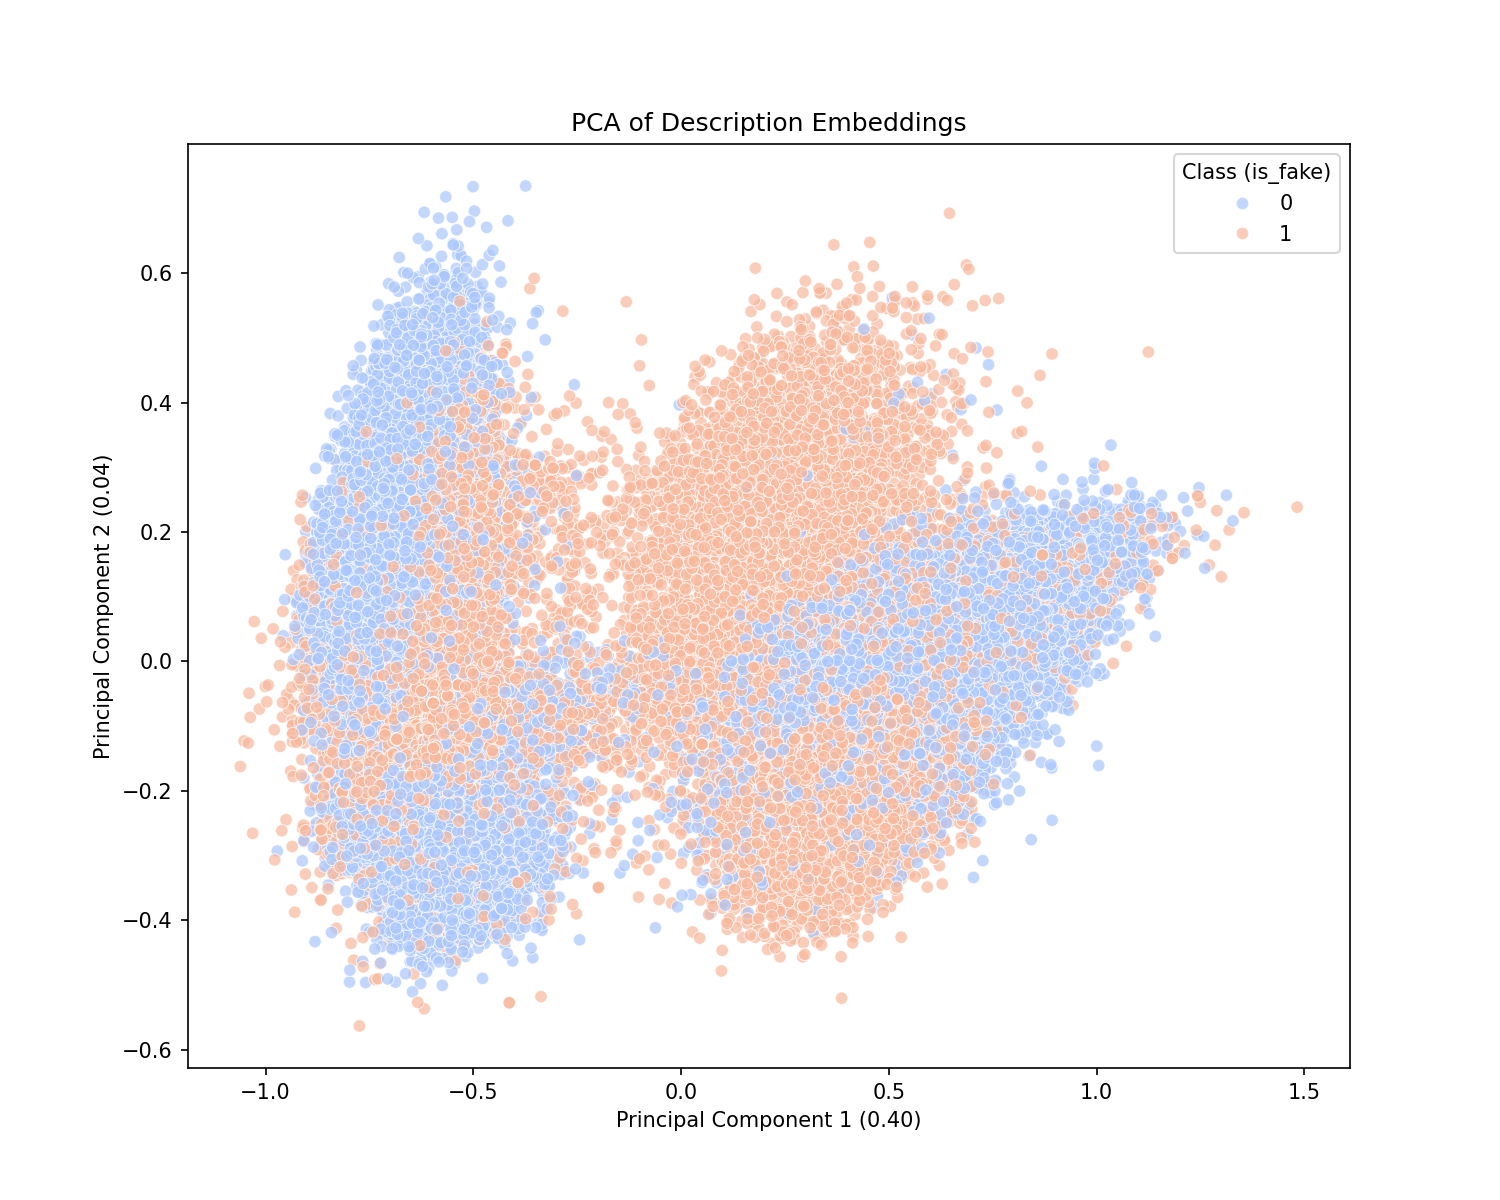 PCA of Description Embeddings
Class (is_fake)
0
1
Principal Component 2 (0.04)
0.6
0.4
0.2
0.0
−0.2
−0.4
−0.6
−1.0 −0.5 0.0 0.5 1.0 1.5
Principal Component 1 (0.40)